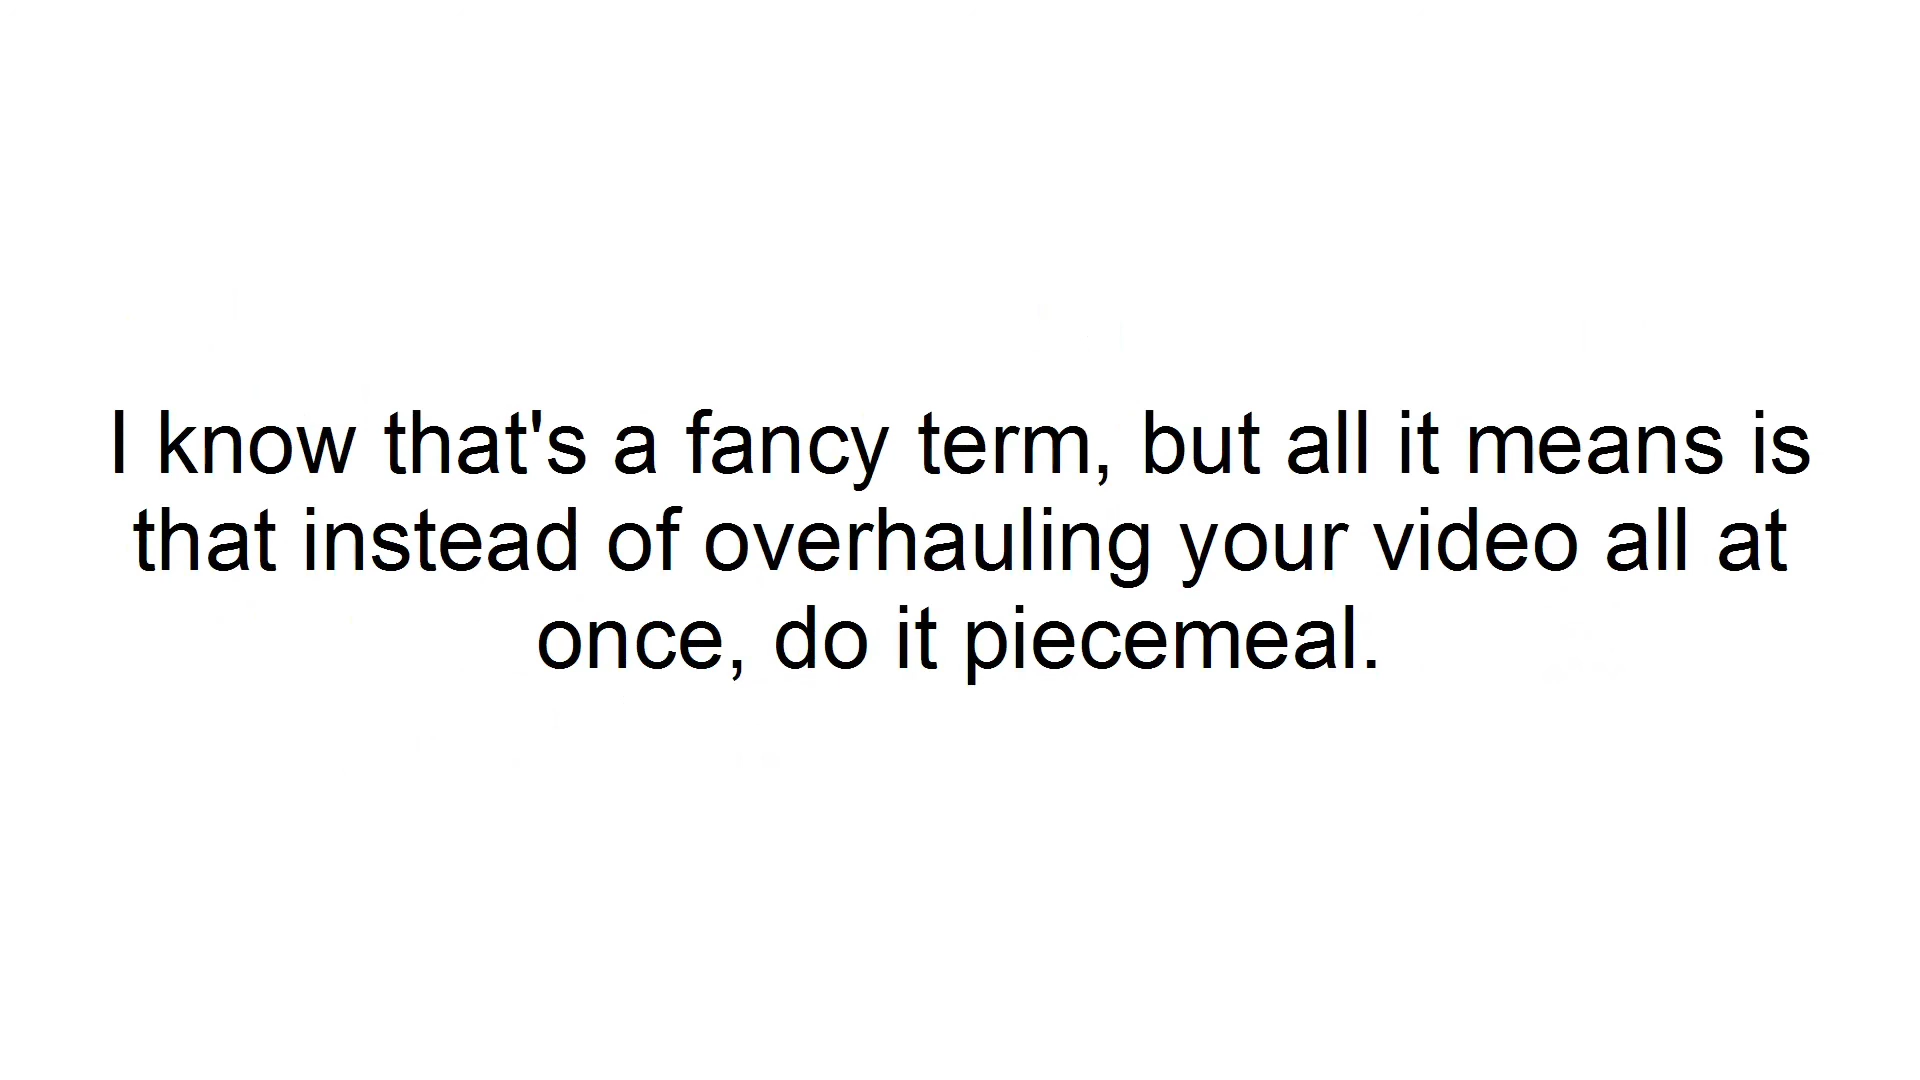 I know that's a fancy term, but all it means is
that instead of overhauling your video all at
once, do it piecemeal.